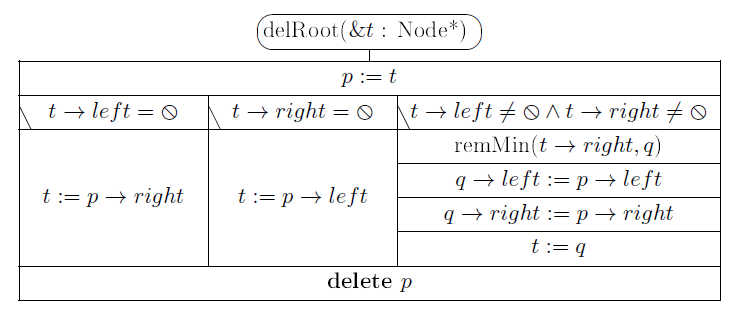 delRoot(&t : Node*)
p := t
t → left = ⦸
t → right = ⦸
t → left ≠ ⦸ ∧ t → right ≠ ⦸
t := p → right
t := p → left
remMin(t → right, q)
q → left := p → left
q → right := p → right
t := q
delete p